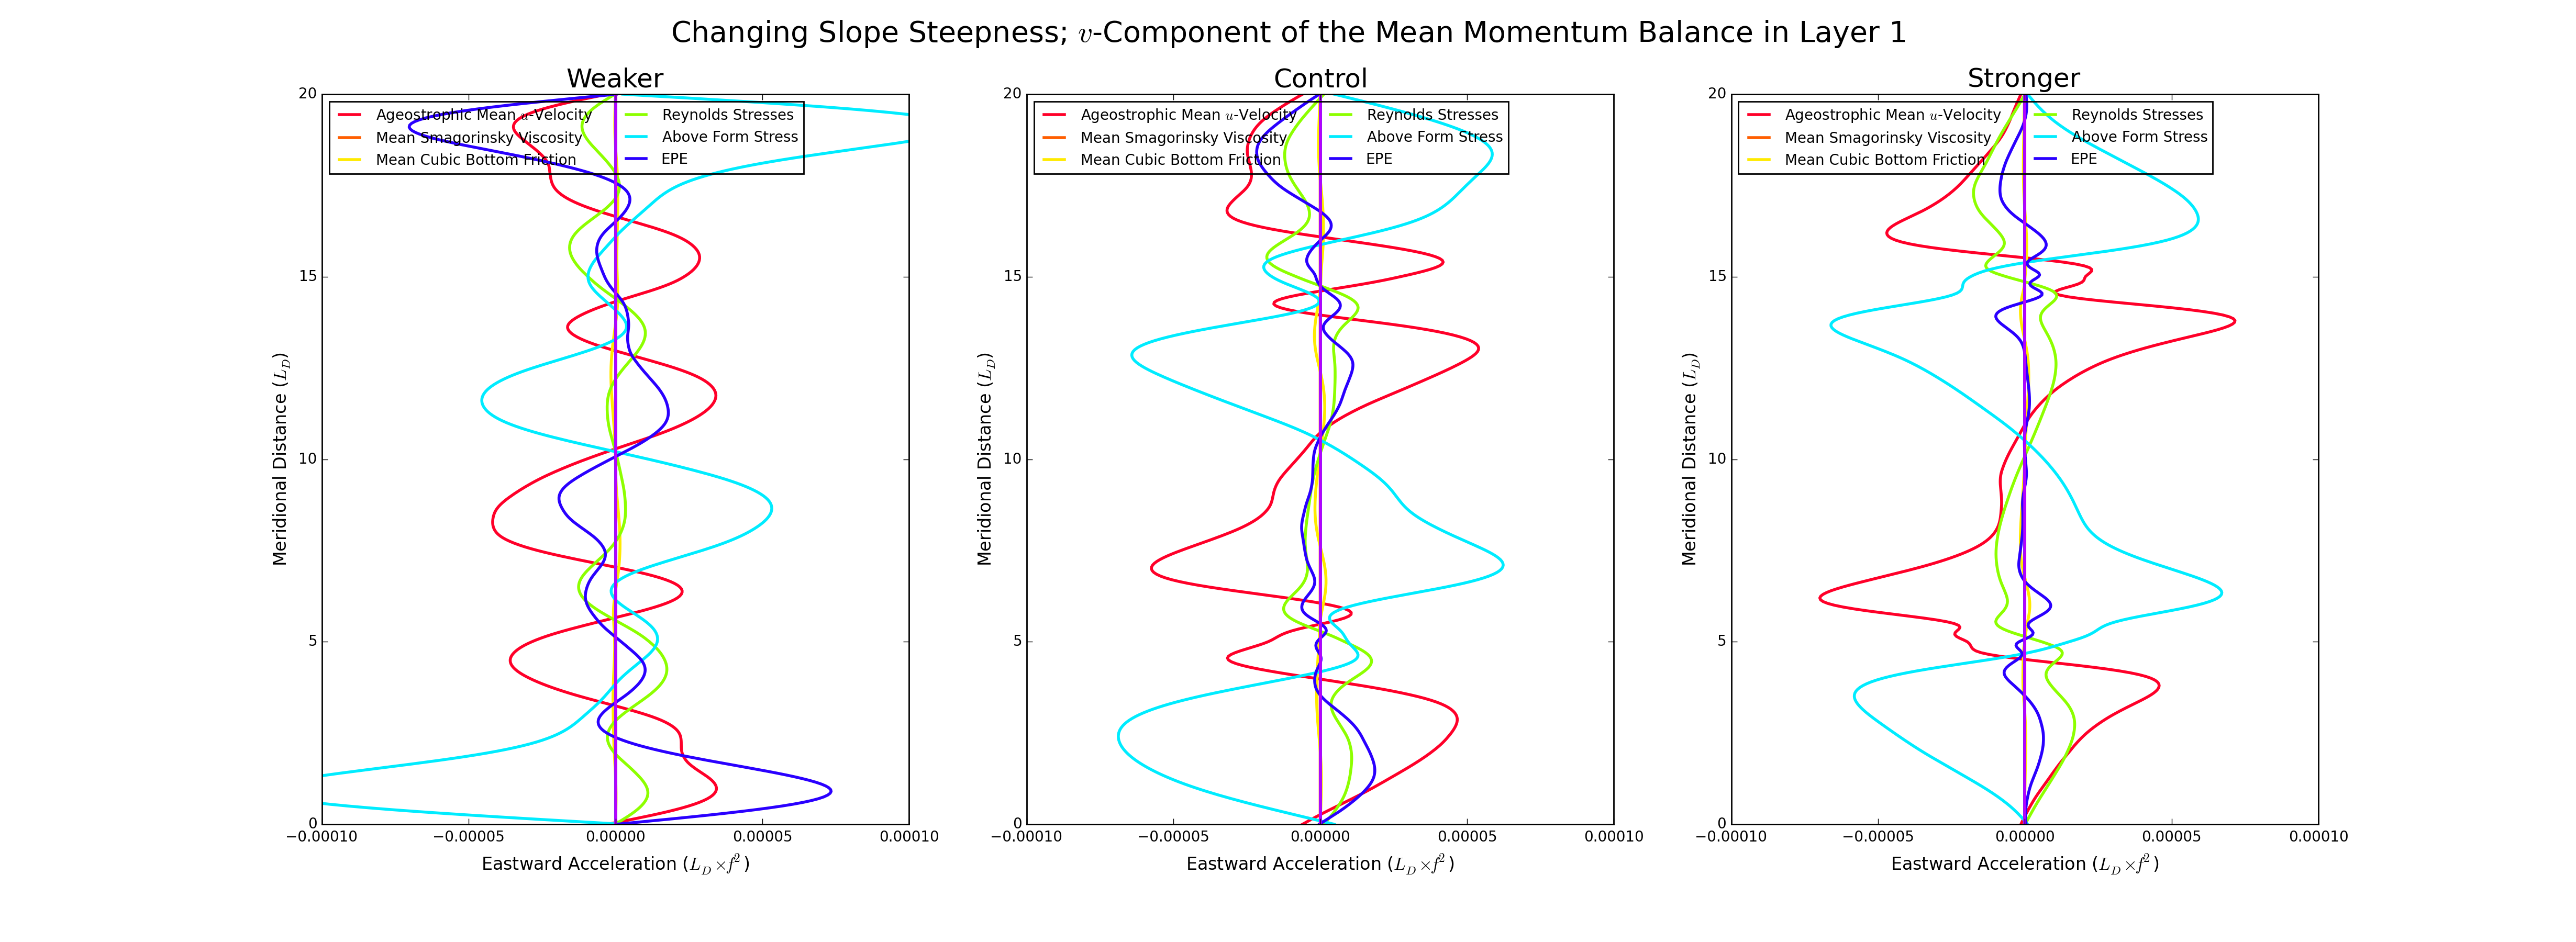 Changing Slope Steepness; v-Component of the Mean Momentum Balance in Layer 1
Weaker
20
15
10
5
0
Meridional Distance (L_D)
Ageostrophic Mean u-Velocity
Mean Smagorinsky Viscosity
Mean Cubic Bottom Friction
Reynolds Stresses
Above Form Stress
EPE
−0.00010 −0.00005 0.00000 0.00005 0.00010
Eastward Acceleration (L_D×f²)
Control
20
15
10
5
0
Meridional Distance (L_D)
Ageostrophic Mean u-Velocity
Mean Smagorinsky Viscosity
Mean Cubic Bottom Friction
Reynolds Stresses
Above Form Stress
EPE
−0.00010 −0.00005 0.00000 0.00005 0.00010
Eastward Acceleration (L_D×f²)
Stronger
20
15
10
5
0
Meridional Distance (L_D)
Ageostrophic Mean u-Velocity
Mean Smagorinsky Viscosity
Mean Cubic Bottom Friction
Reynolds Stresses
Above Form Stress
EPE
−0.00010 −0.00005 0.00000 0.00005 0.00010
Eastward Acceleration (L_D×f²)